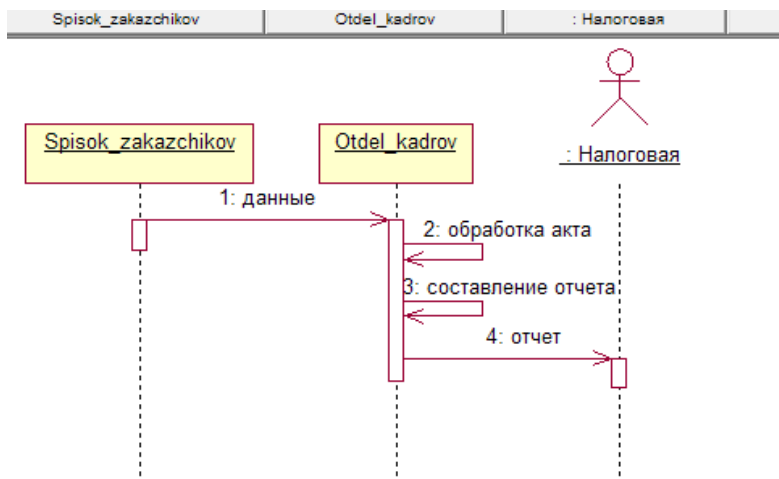 Spisok_zakazchikov
Otdel_kadrov
: Налоговая
Spisok_zakazchikov
Otdel_kadrov
: Налоговая
1: данные
2: обработка акта
3: составление отчета
4: отчет